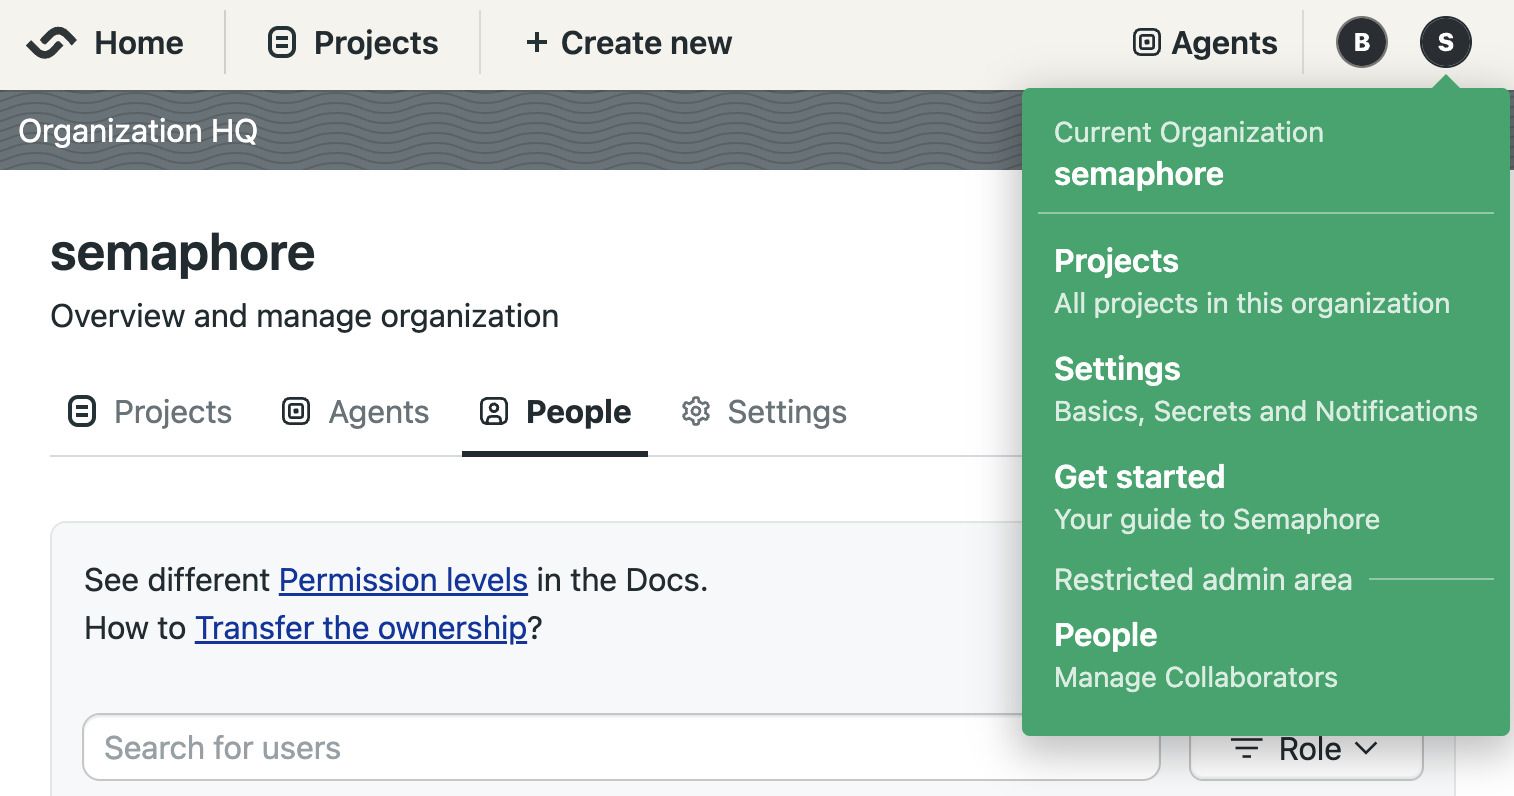 Home
Projects
+ Create new
Agents
B
S
Organization HQ
semaphore
Overview and manage organization
Projects
Agents
People
Settings
See different Permission levels in the Docs.
How to Transfer the ownership?
Search for users
Role
Current Organization
semaphore
Projects
All projects in this organization
Settings
Basics, Secrets and Notifications
Get started
Your guide to Semaphore
Restricted admin area
People
Manage Collaborators